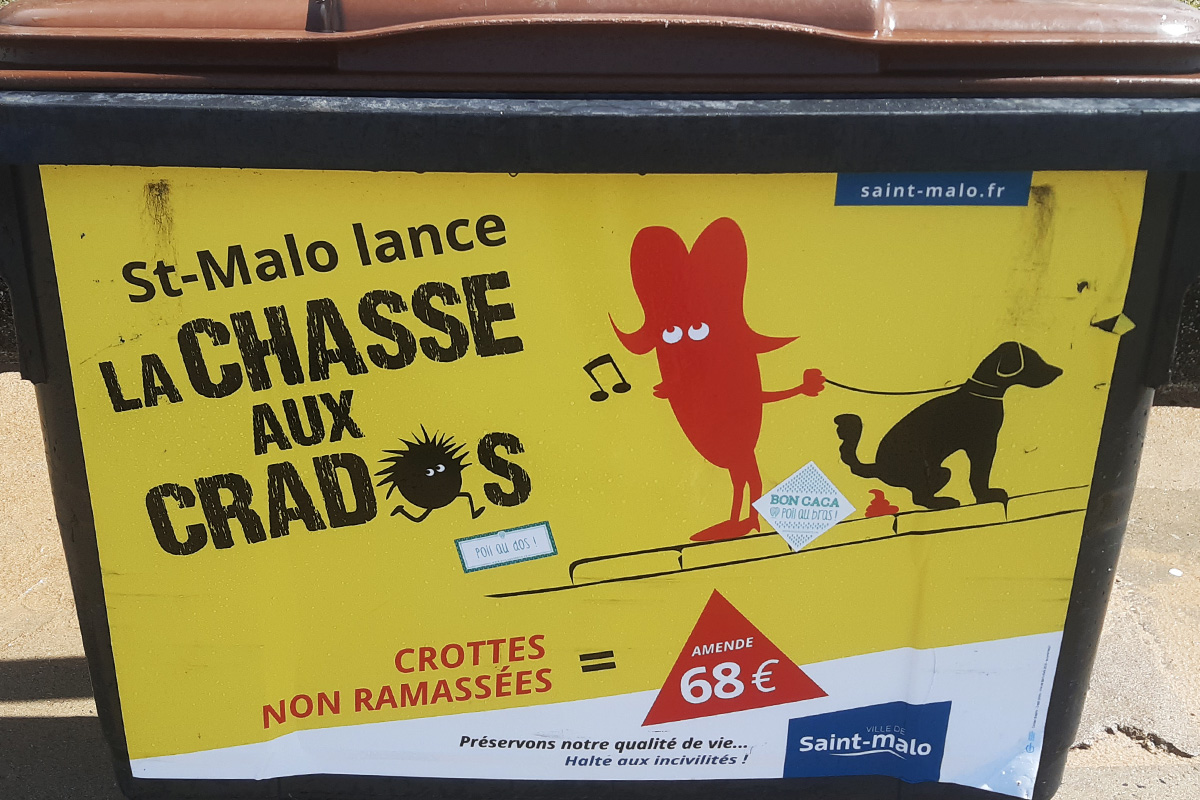 saint-malo.fr
St-Malo lance
LA CHASSE
AUX
CRADOS
BON CACA
poil au bras !
poil au dos !
CROTTES
NON RAMASSÉES
=
AMENDE
68 €
Préservons notre qualité de vie...
Halte aux incivilités !
VILLE DE
Saint-malo